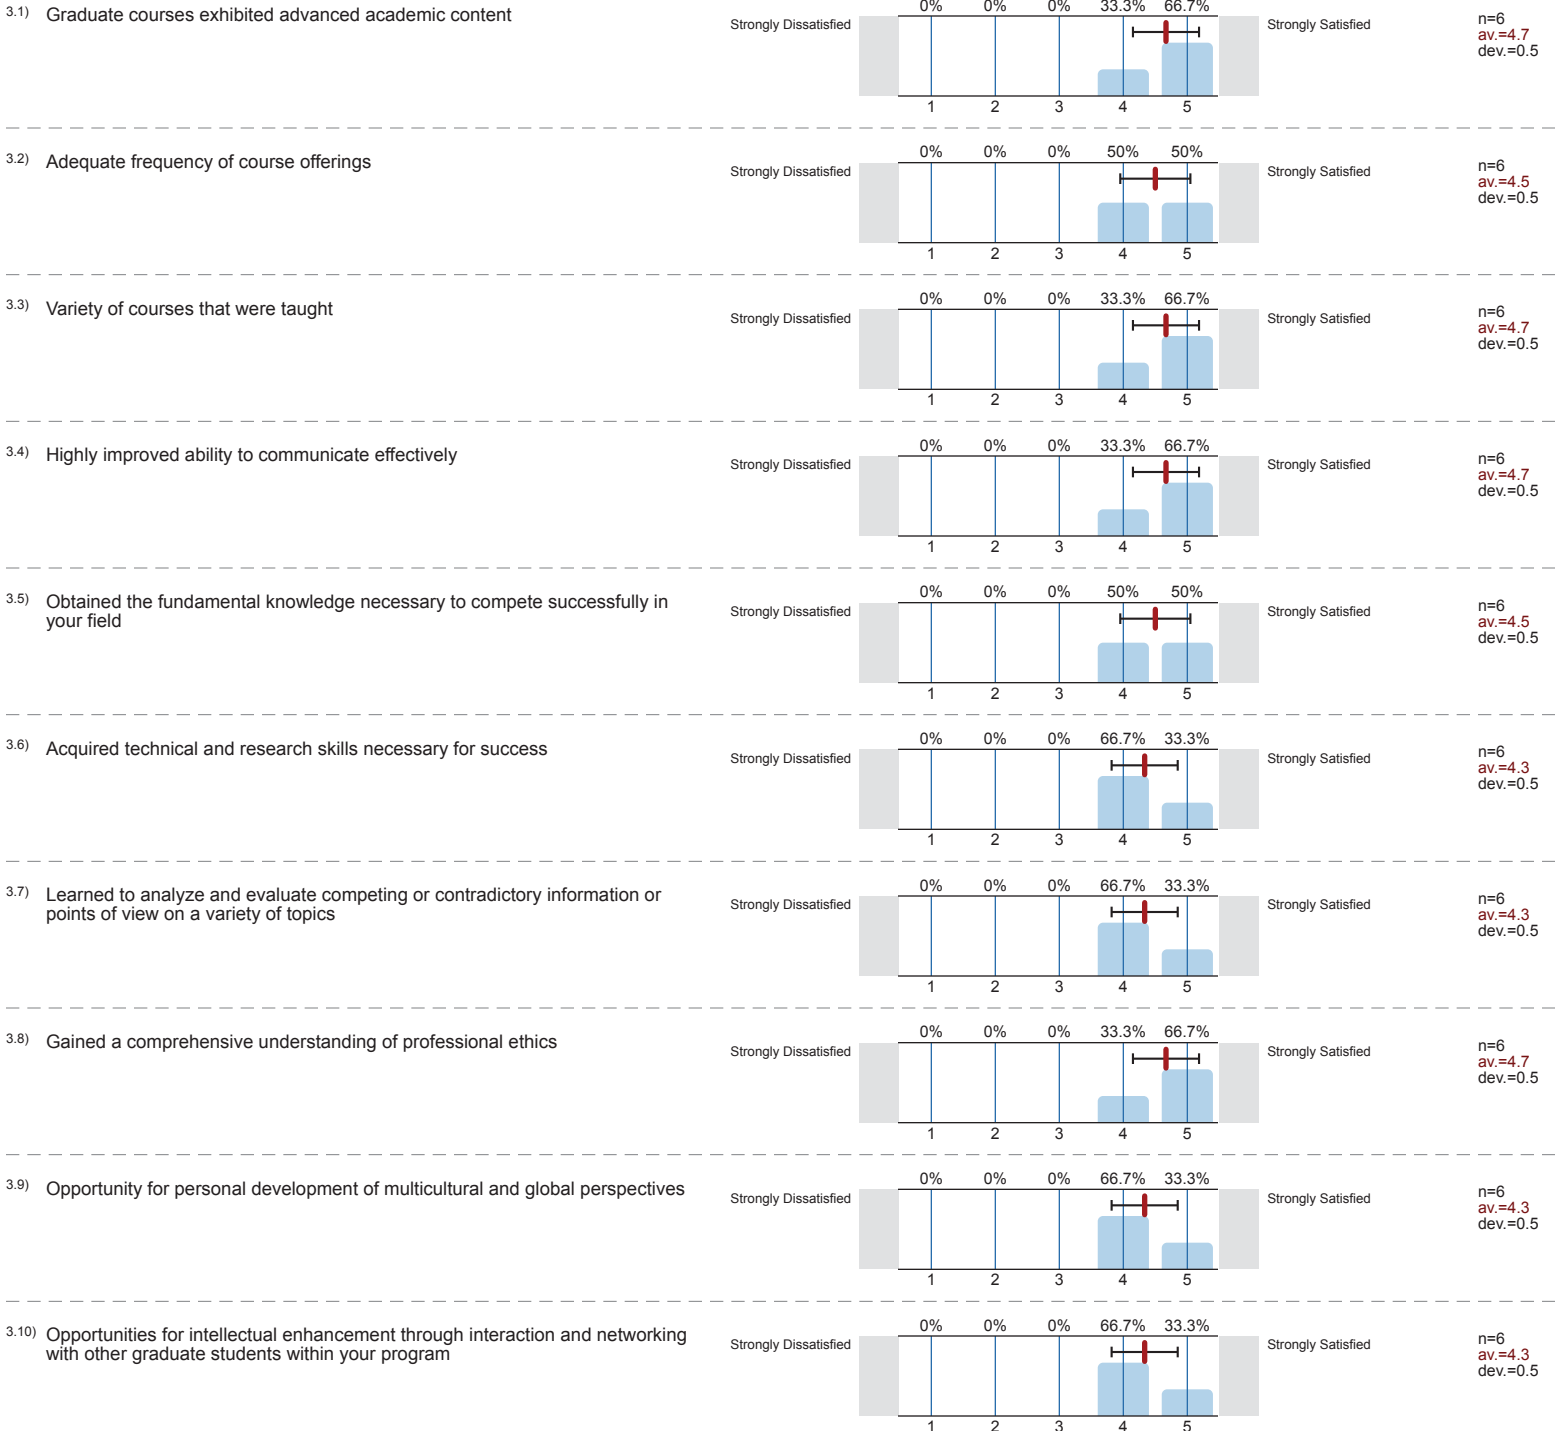 0% 0% 0% 33.3% 66.7%
3.1) Graduate courses exhibited advanced academic content
Strongly Dissatisfied
Strongly Satisfied
n=6
av.=4.7
dev.=0.5
1 2 3 4 5
0% 0% 0% 50% 50%
3.2) Adequate frequency of course offerings
Strongly Dissatisfied
Strongly Satisfied
n=6
av.=4.5
dev.=0.5
1 2 3 4 5
0% 0% 0% 33.3% 66.7%
3.3) Variety of courses that were taught
Strongly Dissatisfied
Strongly Satisfied
n=6
av.=4.7
dev.=0.5
1 2 3 4 5
0% 0% 0% 33.3% 66.7%
3.4) Highly improved ability to communicate effectively
Strongly Dissatisfied
Strongly Satisfied
n=6
av.=4.7
dev.=0.5
1 2 3 4 5
0% 0% 0% 50% 50%
3.5) Obtained the fundamental knowledge necessary to compete successfully in
your field
Strongly Dissatisfied
Strongly Satisfied
n=6
av.=4.5
dev.=0.5
1 2 3 4 5
0% 0% 0% 66.7% 33.3%
3.6) Acquired technical and research skills necessary for success
Strongly Dissatisfied
Strongly Satisfied
n=6
av.=4.3
dev.=0.5
1 2 3 4 5
0% 0% 0% 66.7% 33.3%
3.7) Learned to analyze and evaluate competing or contradictory information or
points of view on a variety of topics
Strongly Dissatisfied
Strongly Satisfied
n=6
av.=4.3
dev.=0.5
1 2 3 4 5
0% 0% 0% 33.3% 66.7%
3.8) Gained a comprehensive understanding of professional ethics
Strongly Dissatisfied
Strongly Satisfied
n=6
av.=4.7
dev.=0.5
1 2 3 4 5
0% 0% 0% 66.7% 33.3%
3.9) Opportunity for personal development of multicultural and global perspectives
Strongly Dissatisfied
Strongly Satisfied
n=6
av.=4.3
dev.=0.5
1 2 3 4 5
0% 0% 0% 66.7% 33.3%
3.10) Opportunities for intellectual enhancement through interaction and networking
with other graduate students within your program
Strongly Dissatisfied
Strongly Satisfied
n=6
av.=4.3
dev.=0.5
1 2 3 4 5